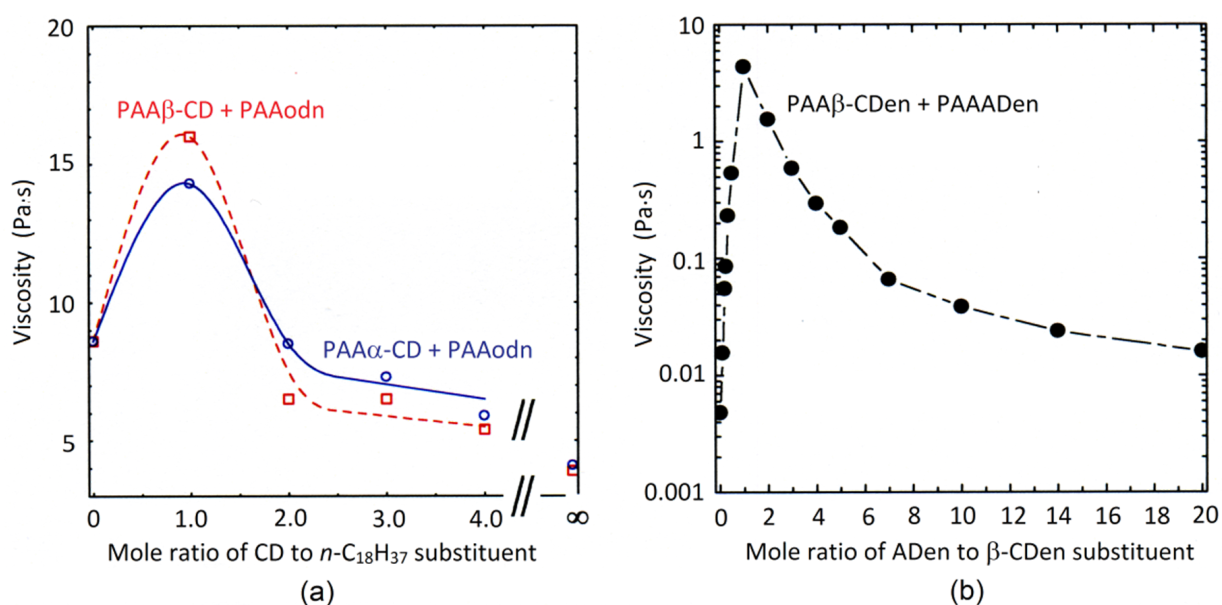 20
15
10
5
Viscosity (Pa·s)
PAAβ-CD + PAAodn
PAAα-CD + PAAodn
0 1.0 2.0 3.0 4.0 ∞
Mole ratio of CD to n-C₁₈H₃₇ substituent
(a)
10
1
0.1
0.01
0.001
Viscosity (Pa·s)
PAAβ-CDen + PAAADen
0 2 4 6 8 10 12 14 16 18 20
Mole ratio of ADen to β-CDen substituent
(b)